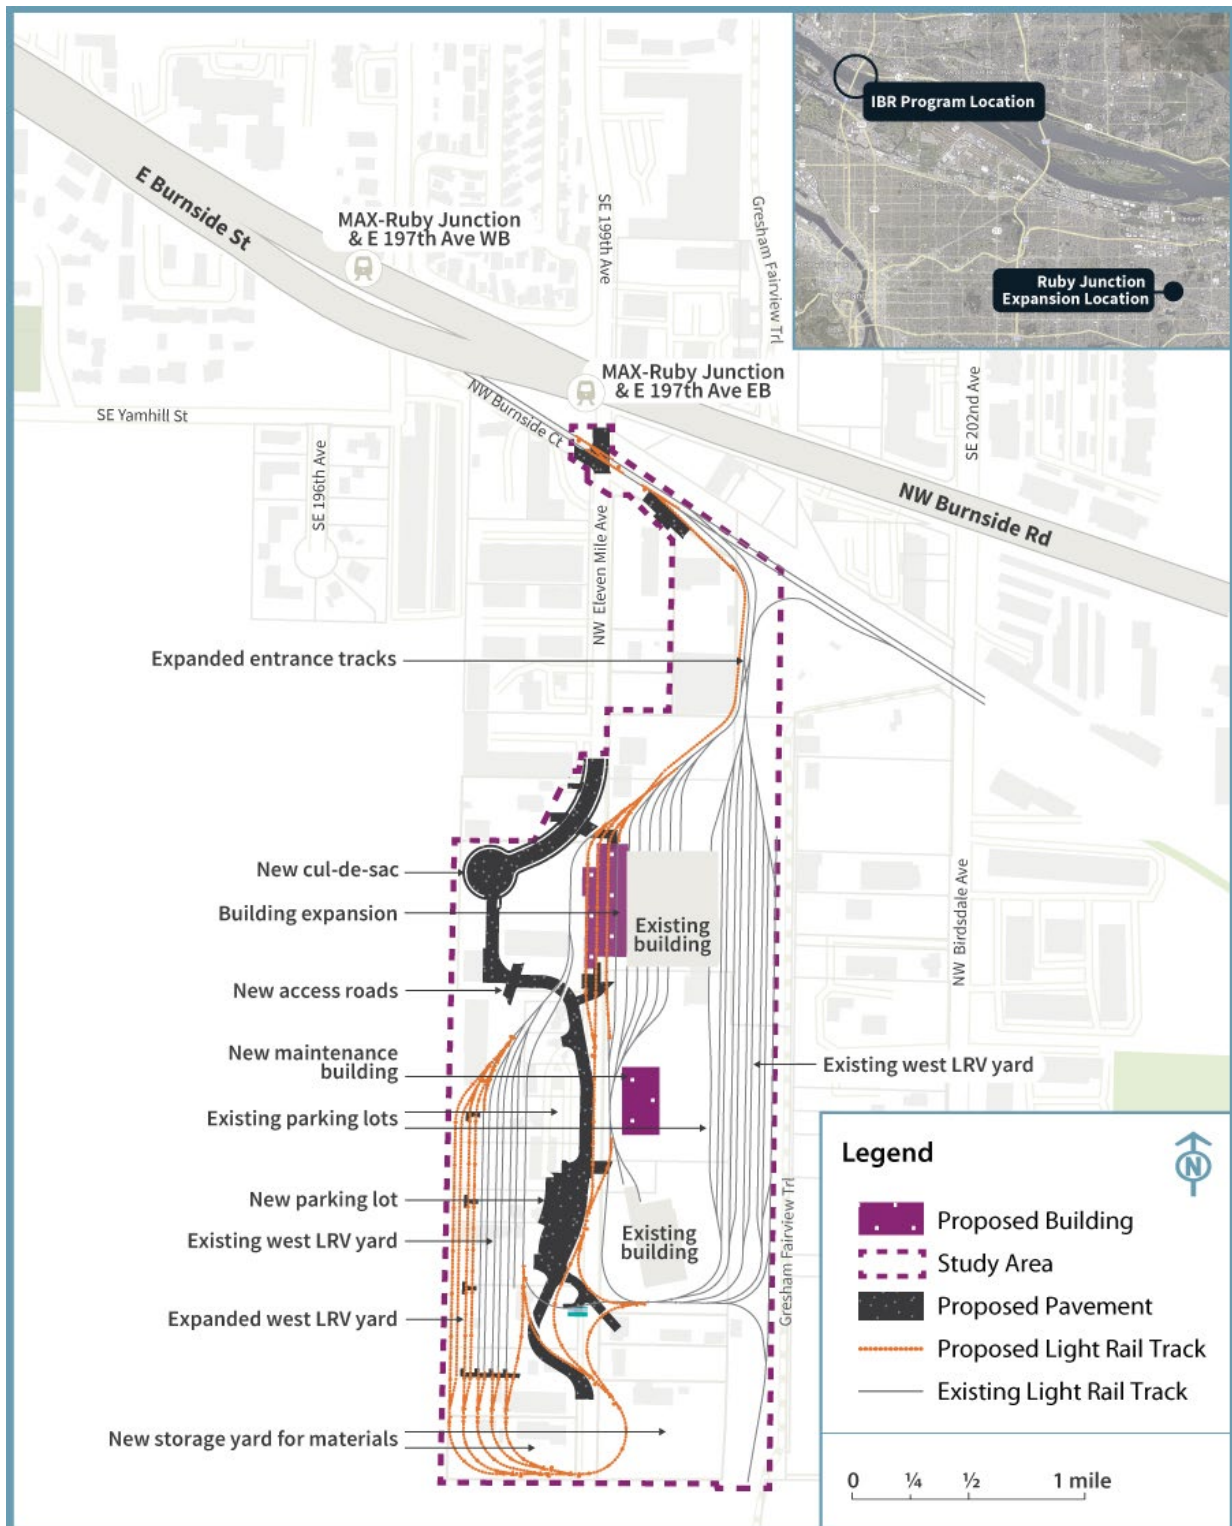 IBR Program Location
Ruby Junction
Expansion Location
E Burnside St
MAX-Ruby Junction
& E 197th Ave WB
SE 199th Ave
Gresham Fairview Trl
MAX-Ruby Junction
& E 197th Ave EB
SE Yamhill St
NW Burnside Ct
SE 202nd Ave
SE 196th Ave
NW Burnside Rd
NW Eleven Mile Ave
Expanded entrance tracks
New cul-de-sac
Building expansion
Existing
building
NW Birdsdale Ave
New access roads
New maintenance
building
Existing west LRV yard
Existing parking lots
New parking lot
Existing west LRV yard
Existing
building
Gresham Fairview Trl
Expanded west LRV yard
New storage yard for materials
Legend
N
Proposed Building
Study Area
Proposed Pavement
Proposed Light Rail Track
Existing Light Rail Track
0 ¼ ½ 1 mile